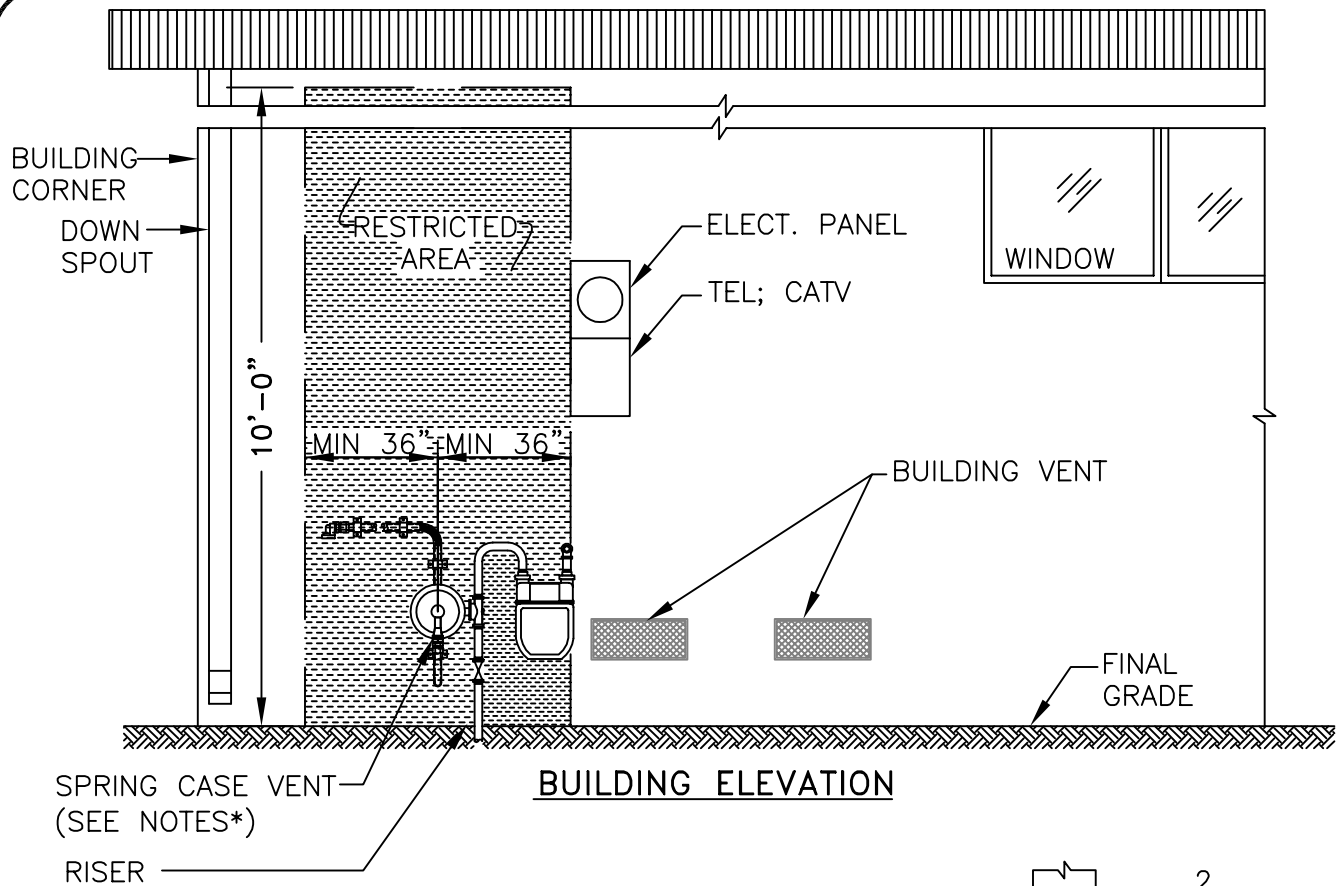 BUILDING
CORNER
DOWN
SPOUT
10'-0"
RESTRICTED
AREA
ELECT. PANEL
TEL; CATV
WINDOW
MIN 36" MIN 36"
BUILDING VENT
FINAL
GRADE
SPRING CASE VENT
(SEE NOTES*)
BUILDING ELEVATION
RISER
2